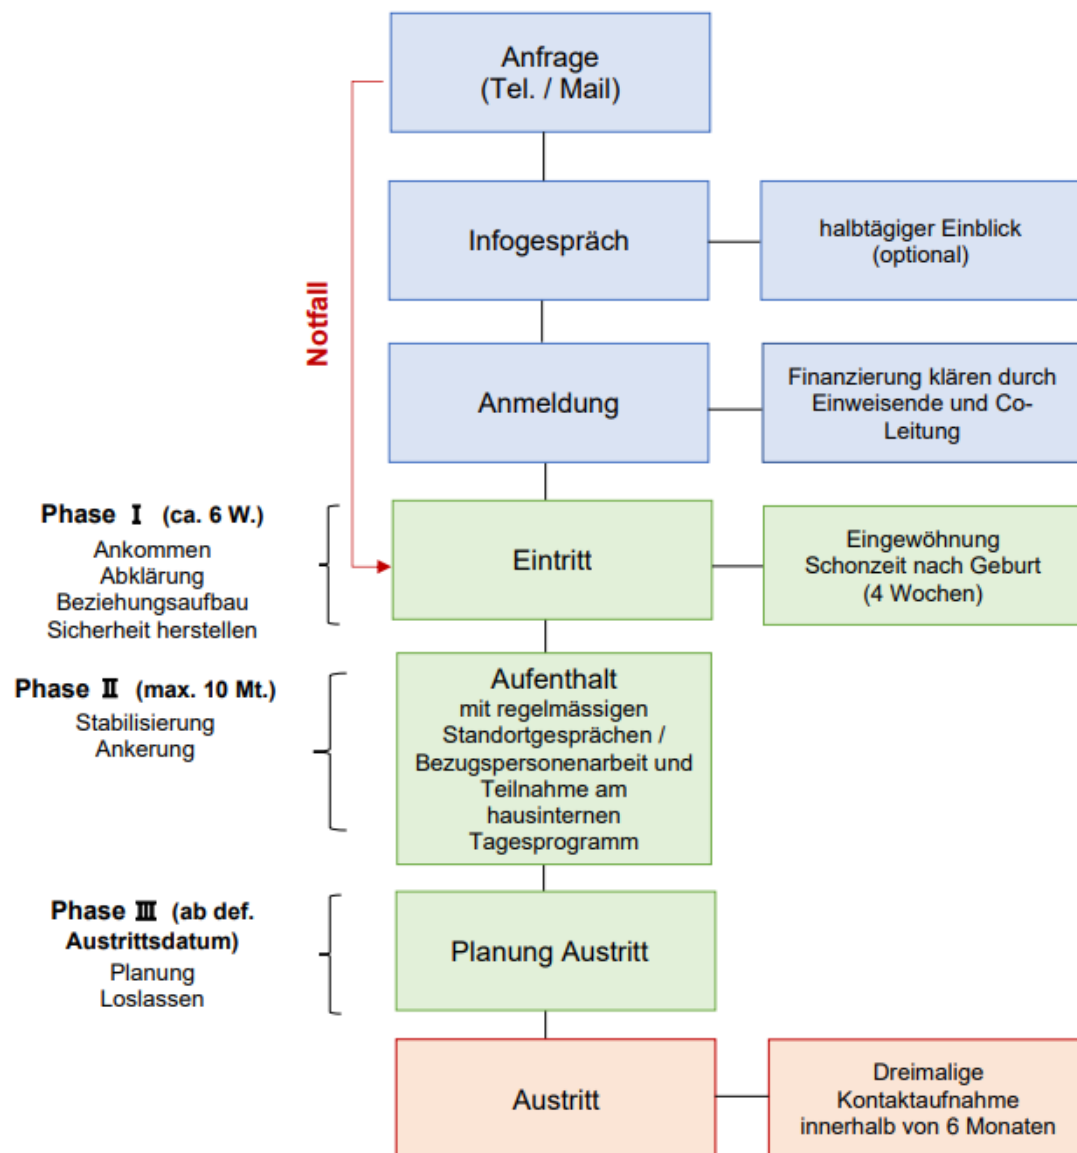 Anfrage
(Tel. / Mail)
Notfall
Infogespräch
halbtägiger Einblick
(optional)
Anmeldung
Finanzierung klären durch
Einweisende und Co-
Leitung
Phase I (ca. 6 W.)
Ankommen
Abklärung
Beziehungsaufbau
Sicherheit herstellen
Eintritt
Eingewöhnung
Schonzeit nach Geburt
(4 Wochen)
Phase II (max. 10 Mt.)
Stabilisierung
Ankerung
Aufenthalt
mit regelmässigen
Standortgesprächen /
Bezugspersonenarbeit und
Teilnahme am
hausinternen
Tagesprogramm
Phase III (ab def.
Austrittsdatum)
Planung
Loslassen
Planung Austritt
Austritt
Dreimalige
Kontaktaufnahme
innerhalb von 6 Monaten